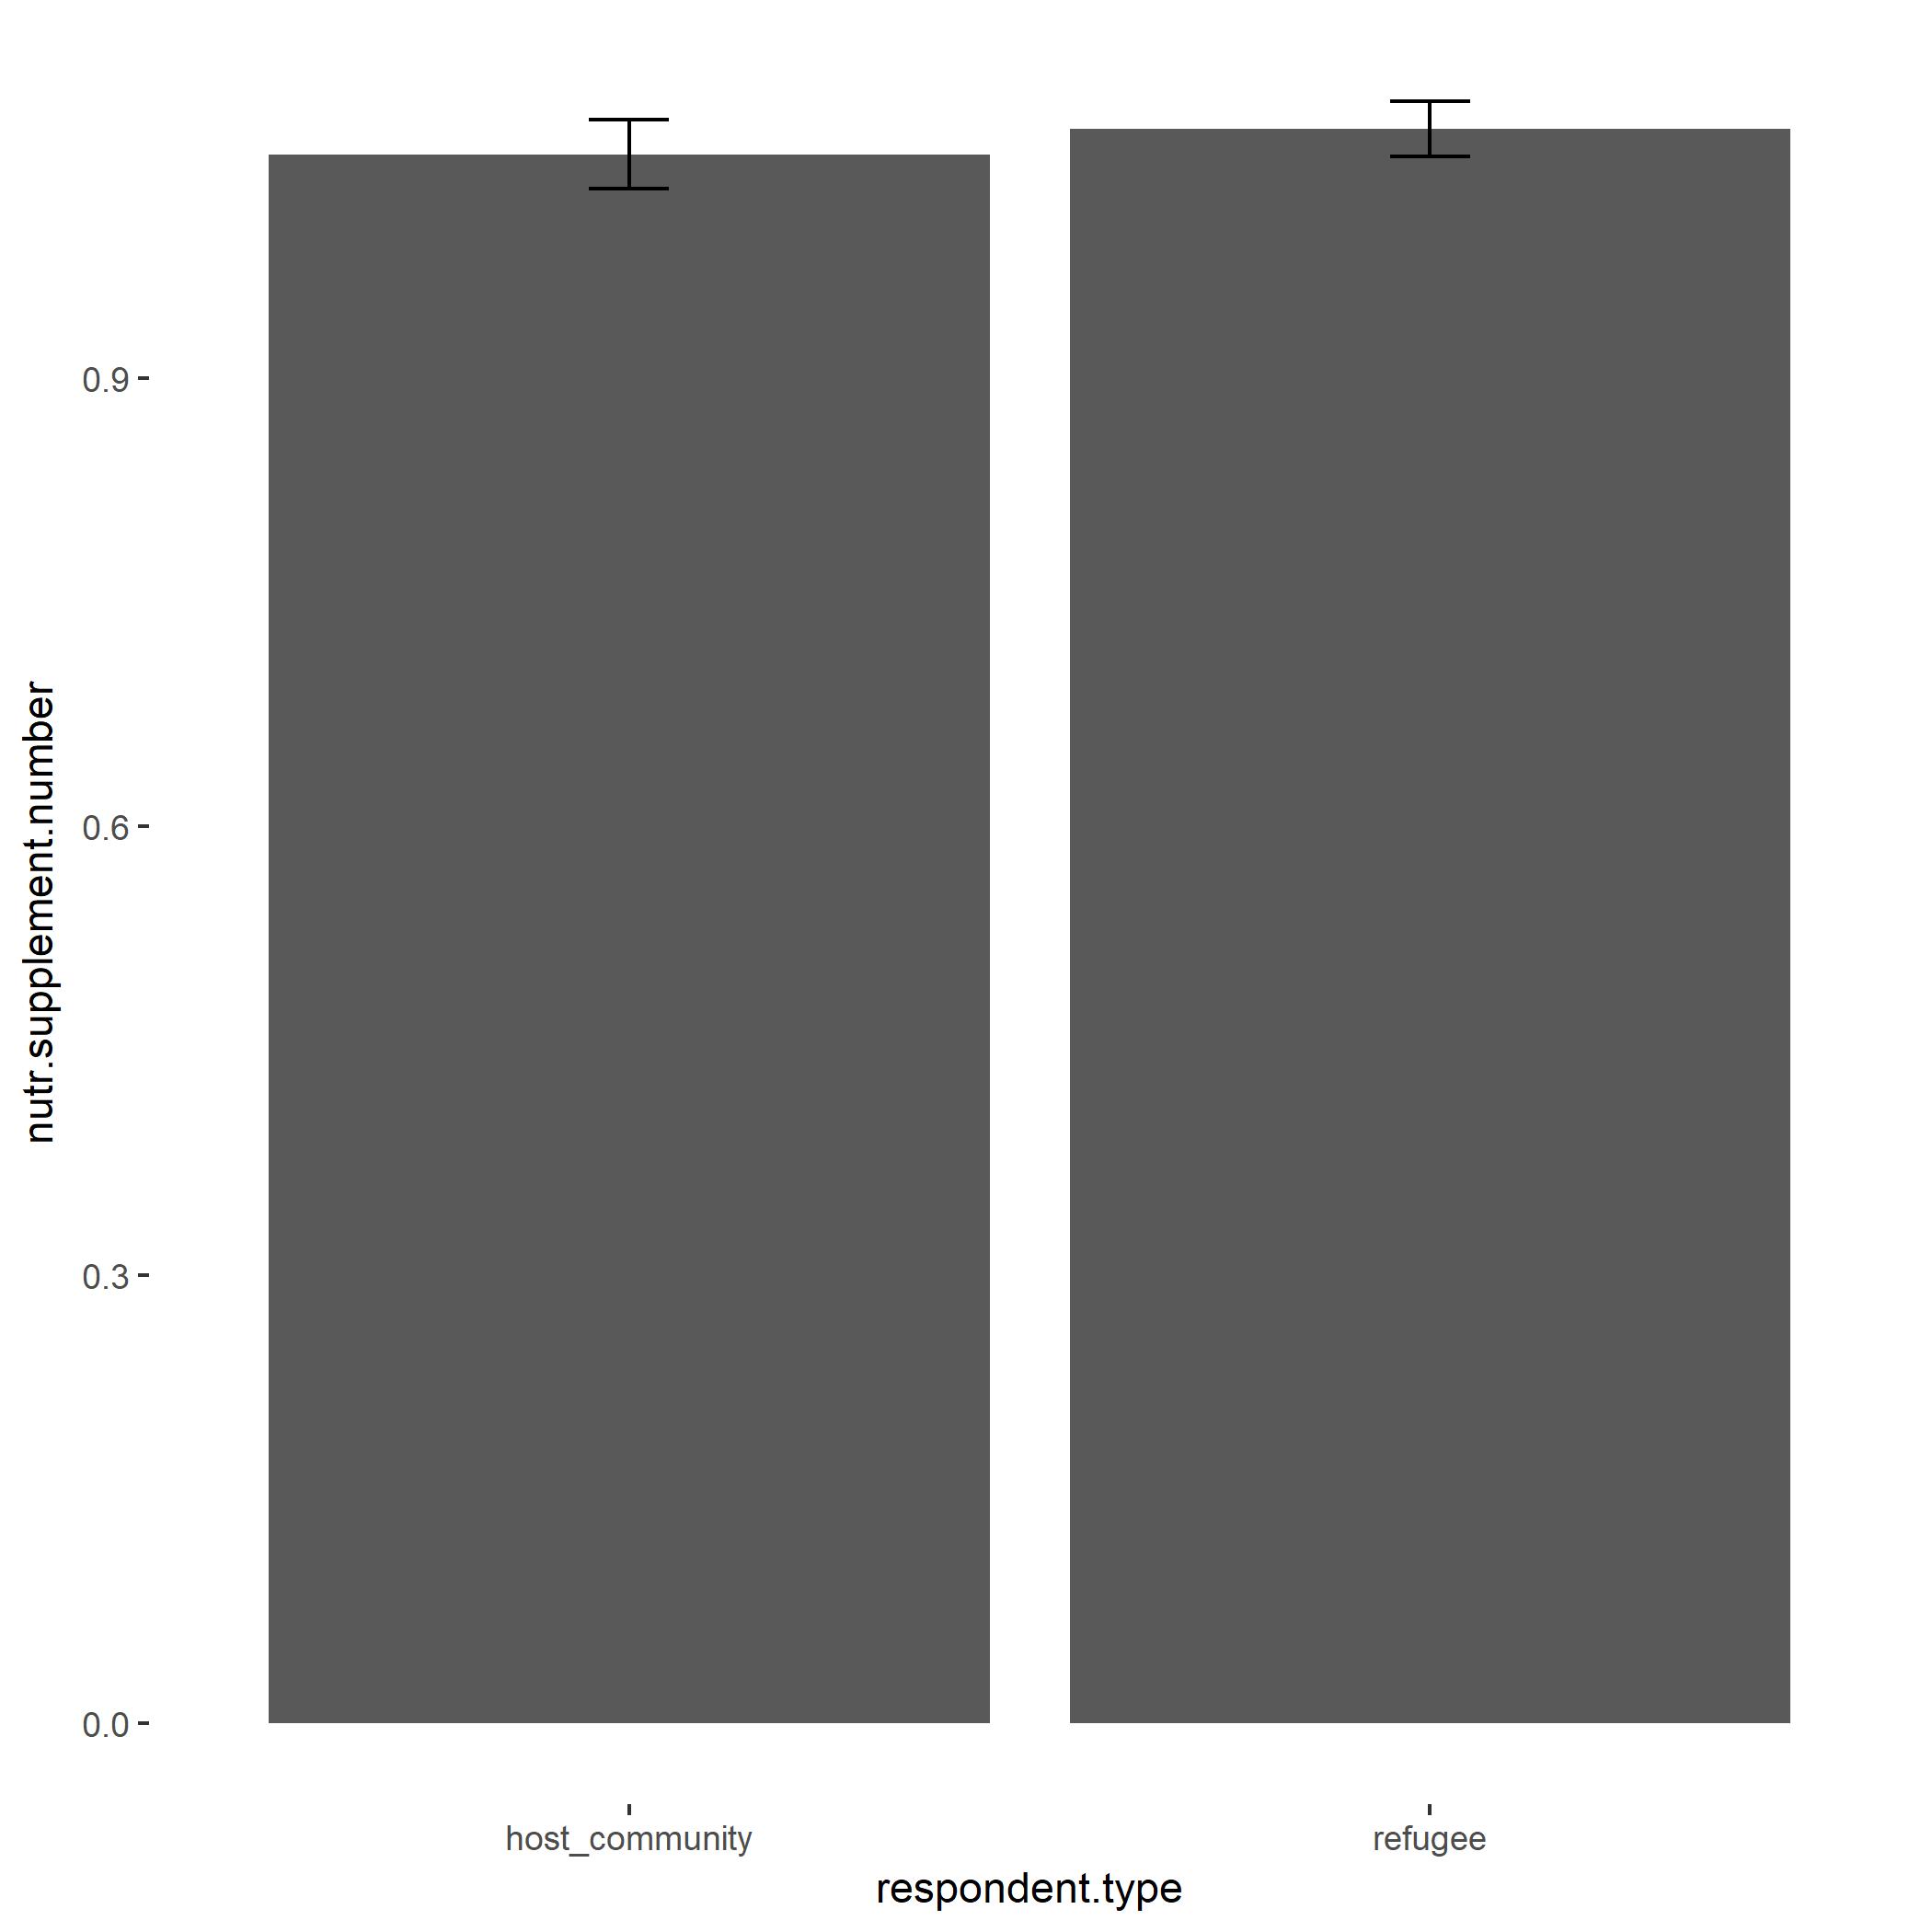 nutr.supplement.number
0.9
0.6
0.3
0.0
host_community
refugee
respondent.type